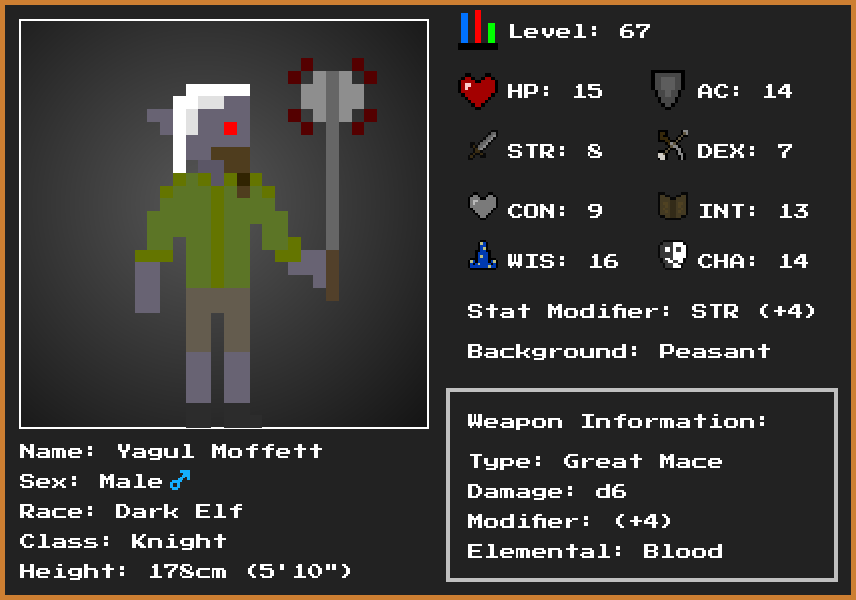 Level: 67
HP: 15
AC: 14
STR: 8
DEX: 7
CON: 9
INT: 13
WIS: 16
CHA: 14
Stat Modifier: STR (+4)
Background: Peasant
Weapon Information:
Type: Great Mace
Damage: d6
Modifier: (+4)
Elemental: Blood
Name: Yagul Moffett
Sex: Male ♂
Race: Dark Elf
Class: Knight
Height: 178cm (5'10")